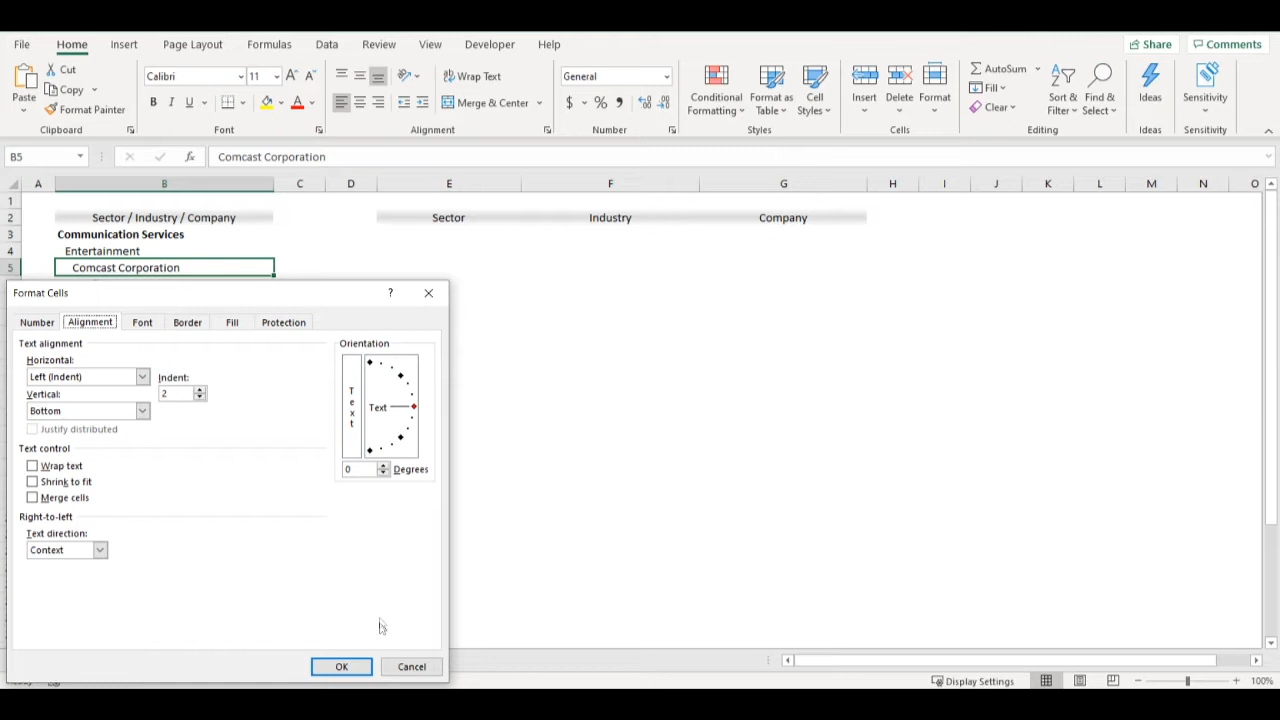 File Home Insert Page Layout Formulas Data Review View Developer Help Share Comments
Cut
Copy
Format Painter
Paste
Clipboard
Calibri 11 A A
B I U A
Font
Wrap Text
Merge & Center
Alignment
General
$ % 9 .00
Number
Conditional Formatting
Format as Table
Cell Styles
Styles
Insert
Delete
Format
Cells
AutoSum
Fill
Clear
Sort & Filter
Find & Select
Editing
Ideas
Ideas
Sensitivity
Sensitivity
B5 fx Comcast Corporation
A B C D E F G H I J K L M N O
1
2 Sector / Industry / Company Sector Industry Company
3 Communication Services
4 Entertainment
5 Comcast Corporation
Format Cells ?
Number Alignment Font Border Fill Protection
Text alignment
Horizontal:
Left (Indent)
Indent:
2
Vertical:
Bottom
Justify distributed
Text control
Wrap text
Shrink to fit
Merge cells
Right-to-left
Text direction:
Context
Orientation
Text
Text
0 Degrees
OK Cancel
Display Settings 100%